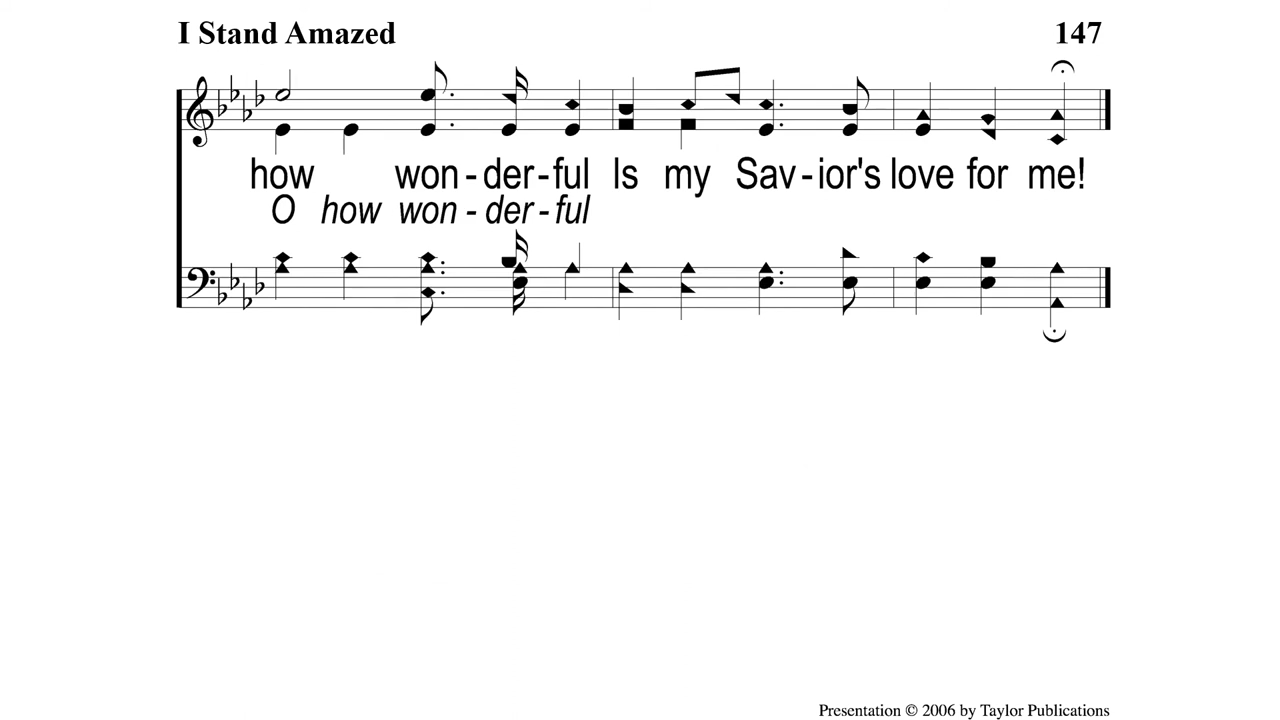 I Stand Amazed 147
how won-der-ful Is my Sav-ior's love for me!
O how won-der-ful
Presentation © 2006 by Taylor Publications